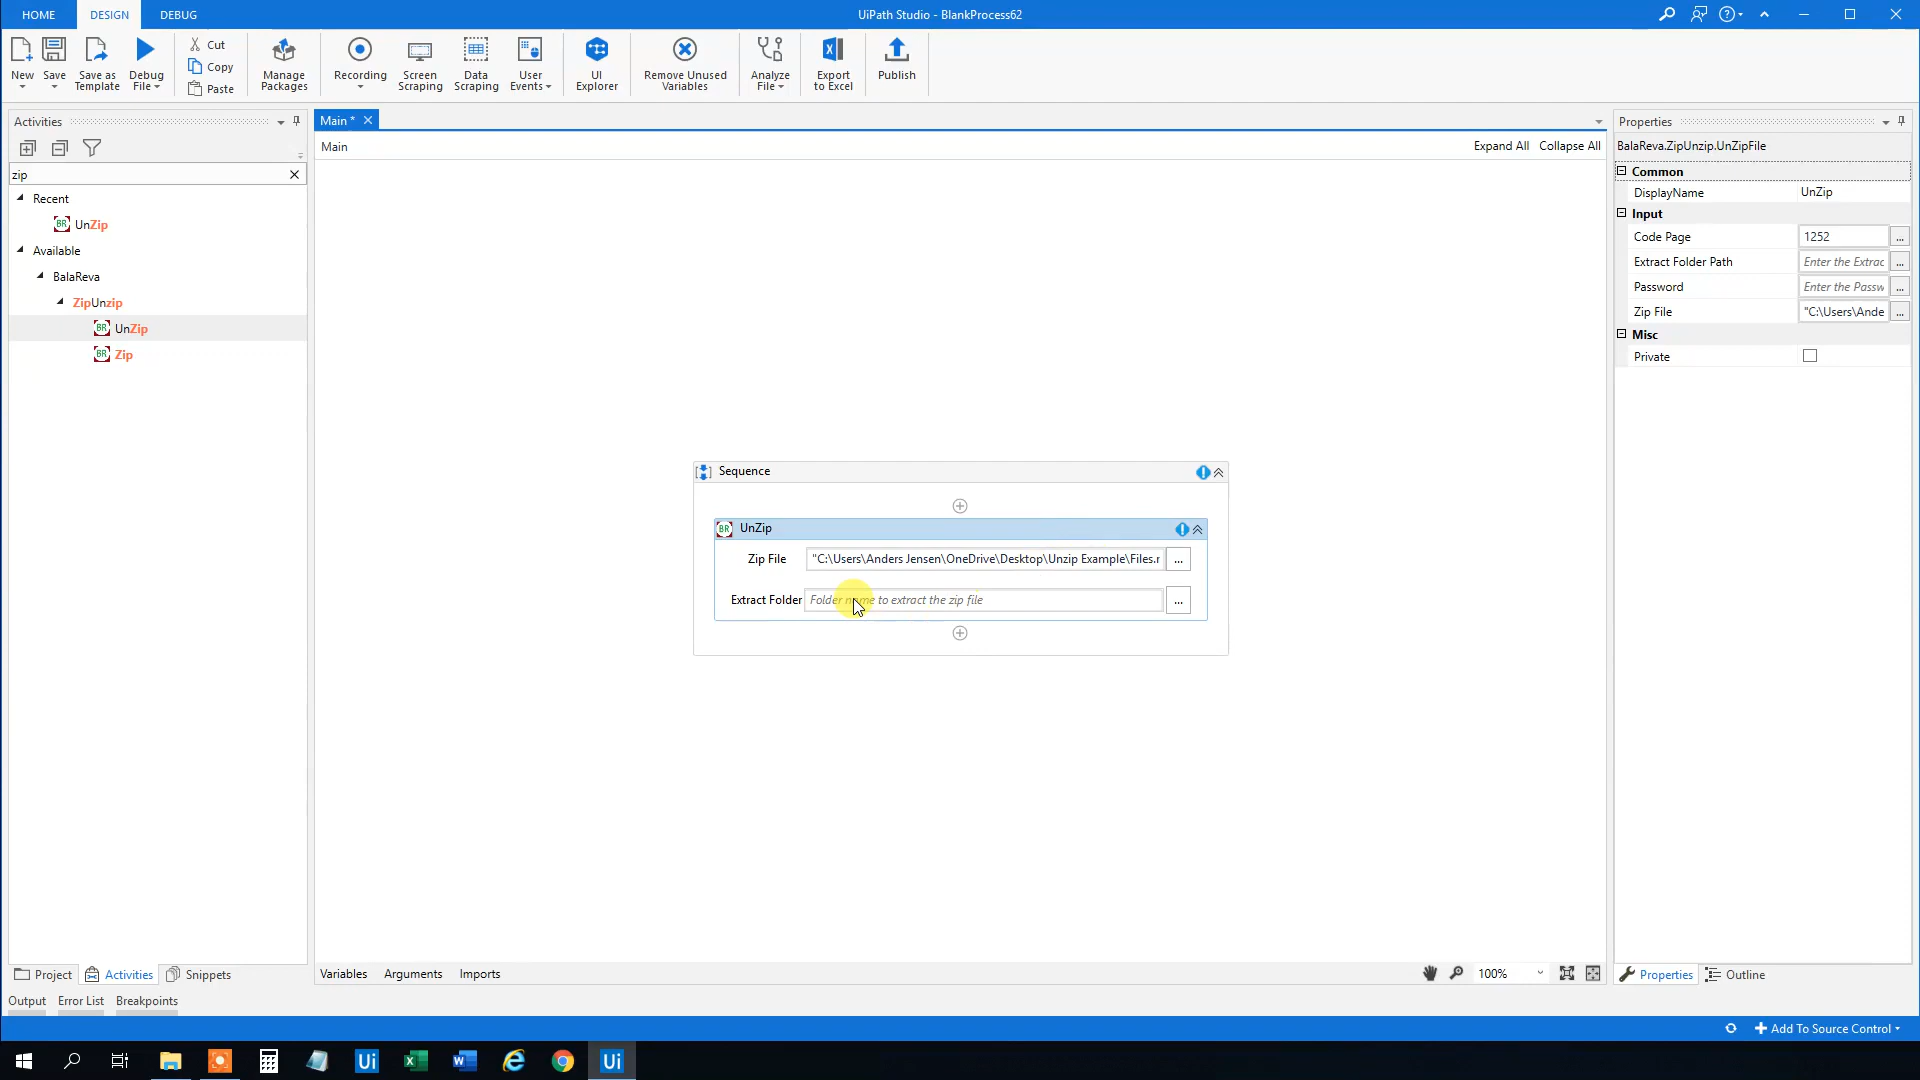 HOME DESIGN DEBUG
UiPath Studio - BlankProcess62
New
Save
Save as Template
Debug File
Cut
Copy
Paste
Manage Packages
Recording
Screen Scraping
Data Scraping
User Events
UI Explorer
Remove Unused Variables
Analyze File
Export to Excel
Publish
Activities
zip
Recent
UnZip
Available
BalaReva
ZipUnzip
UnZip
Zip
Main *
Main
Expand All Collapse All
Sequence
UnZip
Zip File "C:\Users\Anders Jensen\OneDrive\Desktop\Unzip Example\Files.r ...
Extract Folder Folder name to extract the zip file ...
Properties
BalaReva.ZipUnzip.UnZipFile
Common
DisplayName UnZip
Input
Code Page 1252 ...
Extract Folder Path Enter the Extrac ...
Password Enter the Passw ...
Zip File "C:\Users\Ande ...
Misc
Private
Project Activities Snippets
Variables Arguments Imports
100%
Properties Outline
Output Error List Breakpoints
Add To Source Control
Ui
Ui